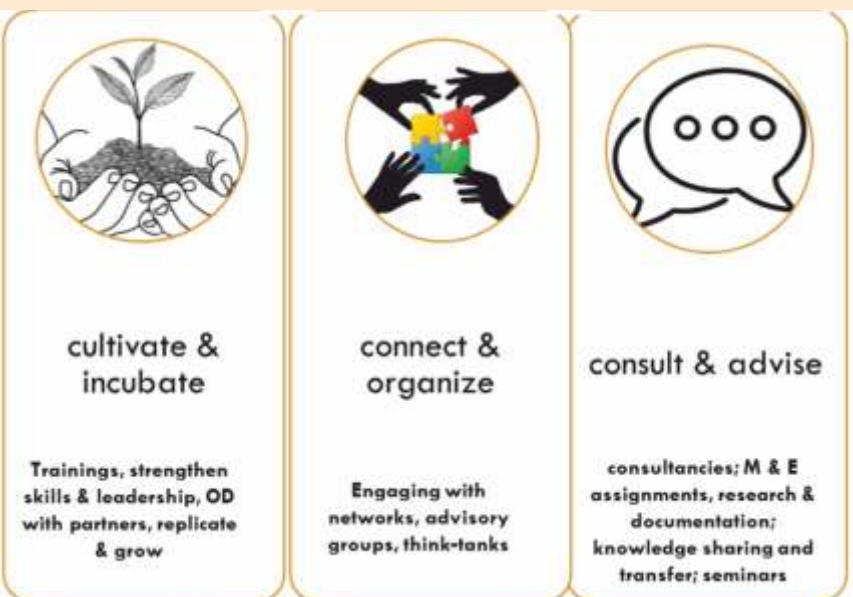 cultivate &
incubate
Trainings, strengthen
skills & leadership, OD
with partners, replicate
& grow
connect &
organize
Engaging with
networks, advisory
groups, think-tanks
consult & advise
consultancies; M & E
assignments, research &
documentation;
knowledge sharing and
transfer; seminars